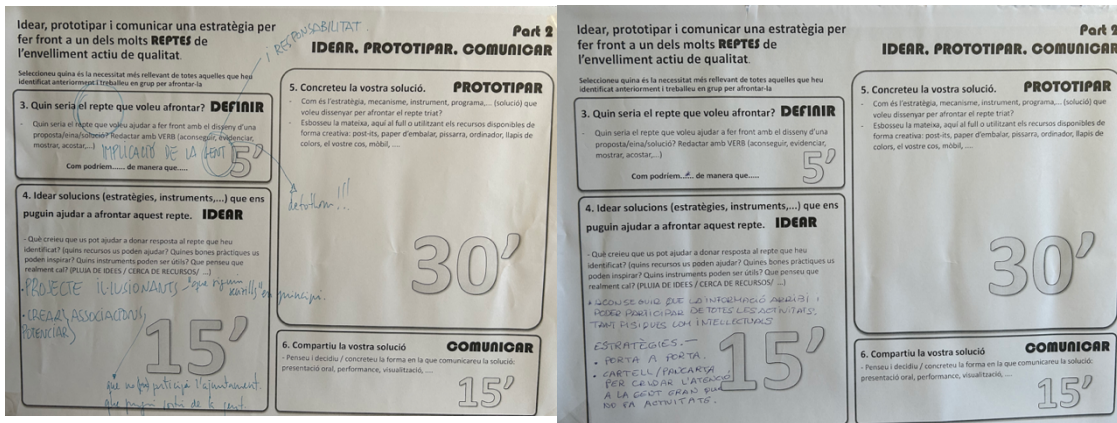 Idear, prototipar i comunicar una estratègia per
fer front a un dels molts REPTES de
l'envelliment actiu de qualitat.
i RESPONSABILITAT.
Part 2
IDEAR. PROTOTIPAR. COMUNICAR
Seleccioneu quina és la necessitat més rellevant de totes aquelles que heu
identificat anteriorment i treballeu en grup per afrontar-la
3. Quin seria el repte que voleu afrontar? DEFINIR
- Quin seria el repte que voleu ajudar a fer front amb el disseny d'una
proposta/eina/solució? Redactar amb VERB (aconseguir, evidenciar,
mostrar, acostar,...)
IMPLICACIÓ DE LA GENT
5'
Com podríem...... de manera que.....
detothom!!!
4. Idear solucions (estratègies, instruments,...) que ens
puguin ajudar a afrontar aquest repte. IDEAR
- Què creieu que us pot ajudar a donar resposta al repte que heu
identificat? (quins recursos us poden ajudar? Quines bones pràctiques us
poden inspirar? Quins instruments poden ser útils? Què penseu que
realment cal? (PLUJA DE IDEES / CERCA DE RECURSOS/ ...)
- PROJECTE IL·LUSIONANTS "que siguin senzills" en principi.
- CREAR ASSOCIACIONS,
POTENCIAR
15'
que no hi participi l'ajuntament.
que pugui sortir de la gent.
5. Concreteu la vostra solució. PROTOTIPAR
- Com és l'estratègia, mecanisme, instrument, programa,... (solució) que
voleu dissenyar per afrontar el repte triat?
- Esbosseu la mateixa, aquí al full o utilitzant els recursos disponibles de
forma creativa: post-its, paper d'embalar, pissarra, ordinador, llapis de
colors, el vostre cos, mòbil, ....
30'
6. Compartiu la vostra solució COMUNICAR
- Penseu i decidiu / concreteu la forma en la que comunicareu la solució:
presentació oral, performance, visualització, ....
15'
Idear, prototipar i comunicar una estratègia per
fer front a un dels molts REPTES de
l'envelliment actiu de qualitat.
Part 2
IDEAR. PROTOTIPAR. COMUNICAR
Seleccioneu quina és la necessitat més rellevant de totes aquelles que heu
identificat anteriorment i treballeu en grup per afrontar-la
3. Quin seria el repte que voleu afrontar? DEFINIR
- Quin seria el repte que voleu ajudar a fer front amb el disseny d'una
proposta/eina/solució? Redactar amb VERB (aconseguir, evidenciar,
mostrar, acostar,...)
5'
Com podríem...... de manera que.....
4. Idear solucions (estratègies, instruments,...) que ens
puguin ajudar a afrontar aquest repte. IDEAR
- Què creieu que us pot ajudar a donar resposta al repte que heu
identificat? (quins recursos us poden ajudar? Quines bones pràctiques us
poden inspirar? Quins instruments poden ser útils? Què penseu que
realment cal? (PLUJA DE IDEES / CERCA DE RECURSOS/ ...)
• ACONSEGUIR QUE LA INFORMACIÓ ARRIBI I
PODER PARTICIPAR DE TOTES LES ACTIVITATS.
TANT FISIQUES COM INTELLECTUALS
ESTRATÈGIES.-
• PORTA A PORTA.
• CARTELL/PANCARTA
PER CRIDAR L'ATENCIÓ
A LA GENT GRAN QUE
NO FA ACTIVITATS.
15'
5. Concreteu la vostra solució. PROTOTIPAR
- Com és l'estratègia, mecanisme, instrument, programa,... (solució) que
voleu dissenyar per afrontar el repte triat?
- Esbosseu la mateixa, aquí al full o utilitzant els recursos disponibles de
forma creativa: post-its, paper d'embalar, pissarra, ordinador, llapis de
colors, el vostre cos, mòbil, ....
30'
6. Compartiu la vostra solució COMUNICAR
- Penseu i decidiu / concreteu la forma en la que comunicareu la solució:
presentació oral, performance, visualització, ....
15'